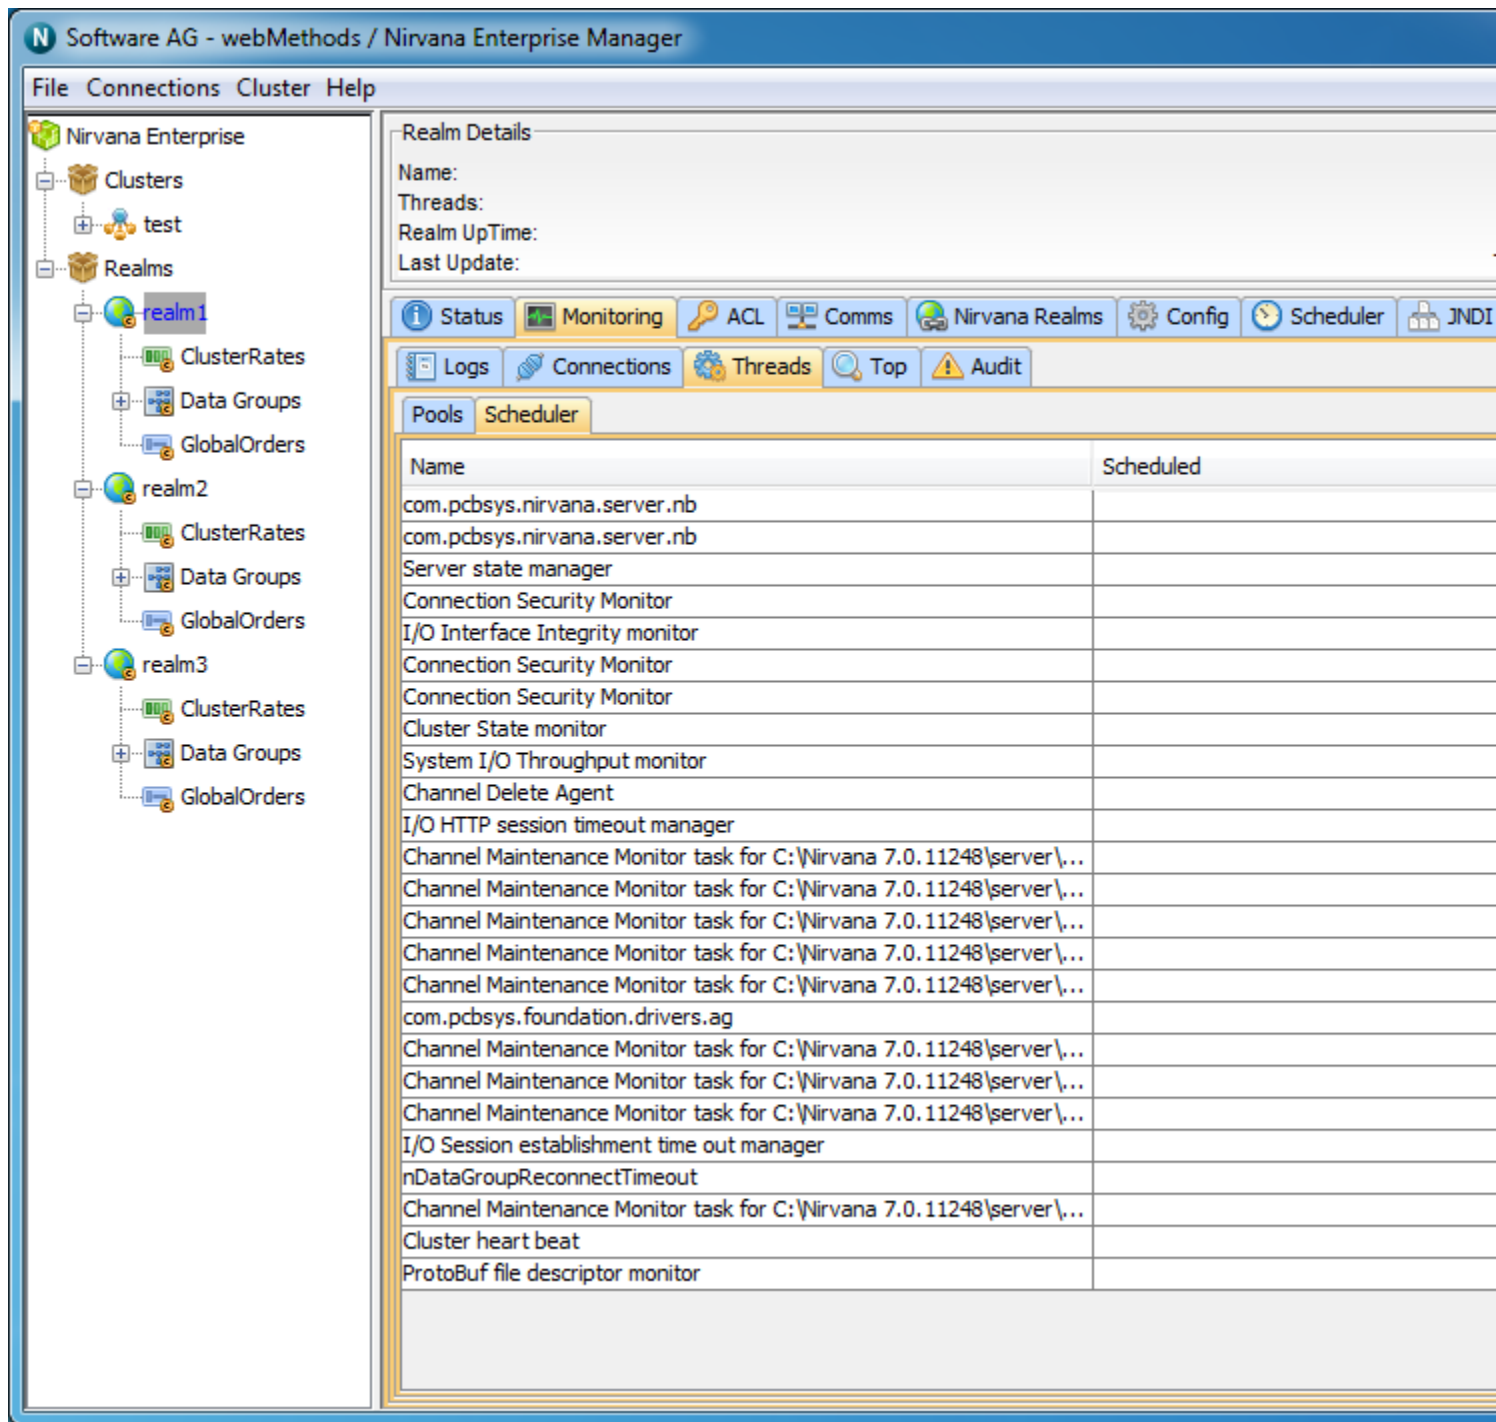 N Software AG - webMethods / Nirvana Enterprise Manager
File Connections Cluster Help
Nirvana Enterprise
Clusters
test
Realms
realm1
ClusterRates
Data Groups
GlobalOrders
realm2
ClusterRates
Data Groups
GlobalOrders
realm3
ClusterRates
Data Groups
GlobalOrders
Realm Details
Name:
Threads:
Realm UpTime:
Last Update:
Status Monitoring ACL Comms Nirvana Realms Config Scheduler JNDI
Logs Connections Threads Top Audit
Pools Scheduler
Name Scheduled
com.pcbsys.nirvana.server.nb
com.pcbsys.nirvana.server.nb
Server state manager
Connection Security Monitor
I/O Interface Integrity monitor
Connection Security Monitor
Connection Security Monitor
Cluster State monitor
System I/O Throughput monitor
Channel Delete Agent
I/O HTTP session timeout manager
Channel Maintenance Monitor task for C:\Nirvana 7.0.11248\server\...
Channel Maintenance Monitor task for C:\Nirvana 7.0.11248\server\...
Channel Maintenance Monitor task for C:\Nirvana 7.0.11248\server\...
Channel Maintenance Monitor task for C:\Nirvana 7.0.11248\server\...
Channel Maintenance Monitor task for C:\Nirvana 7.0.11248\server\...
com.pcbsys.foundation.drivers.ag
Channel Maintenance Monitor task for C:\Nirvana 7.0.11248\server\...
Channel Maintenance Monitor task for C:\Nirvana 7.0.11248\server\...
Channel Maintenance Monitor task for C:\Nirvana 7.0.11248\server\...
I/O Session establishment time out manager
nDataGroupReconnectTimeout
Channel Maintenance Monitor task for C:\Nirvana 7.0.11248\server\...
Cluster heart beat
ProtoBuf file descriptor monitor